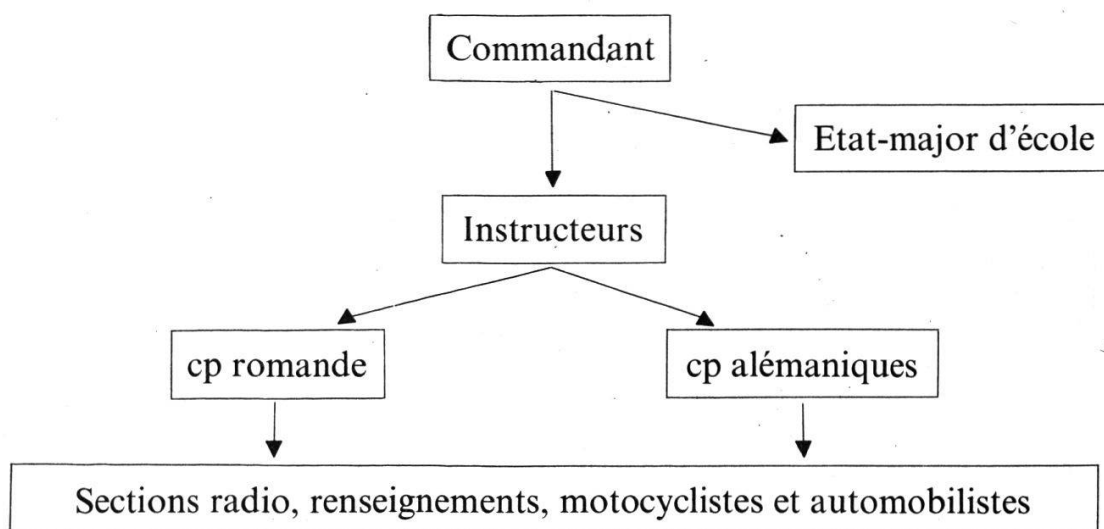 Commandant
Etat-major d'école
Instructeurs
cp romande
cp alémaniques
Sections radio, renseignements, motocyclistes et automobilistes